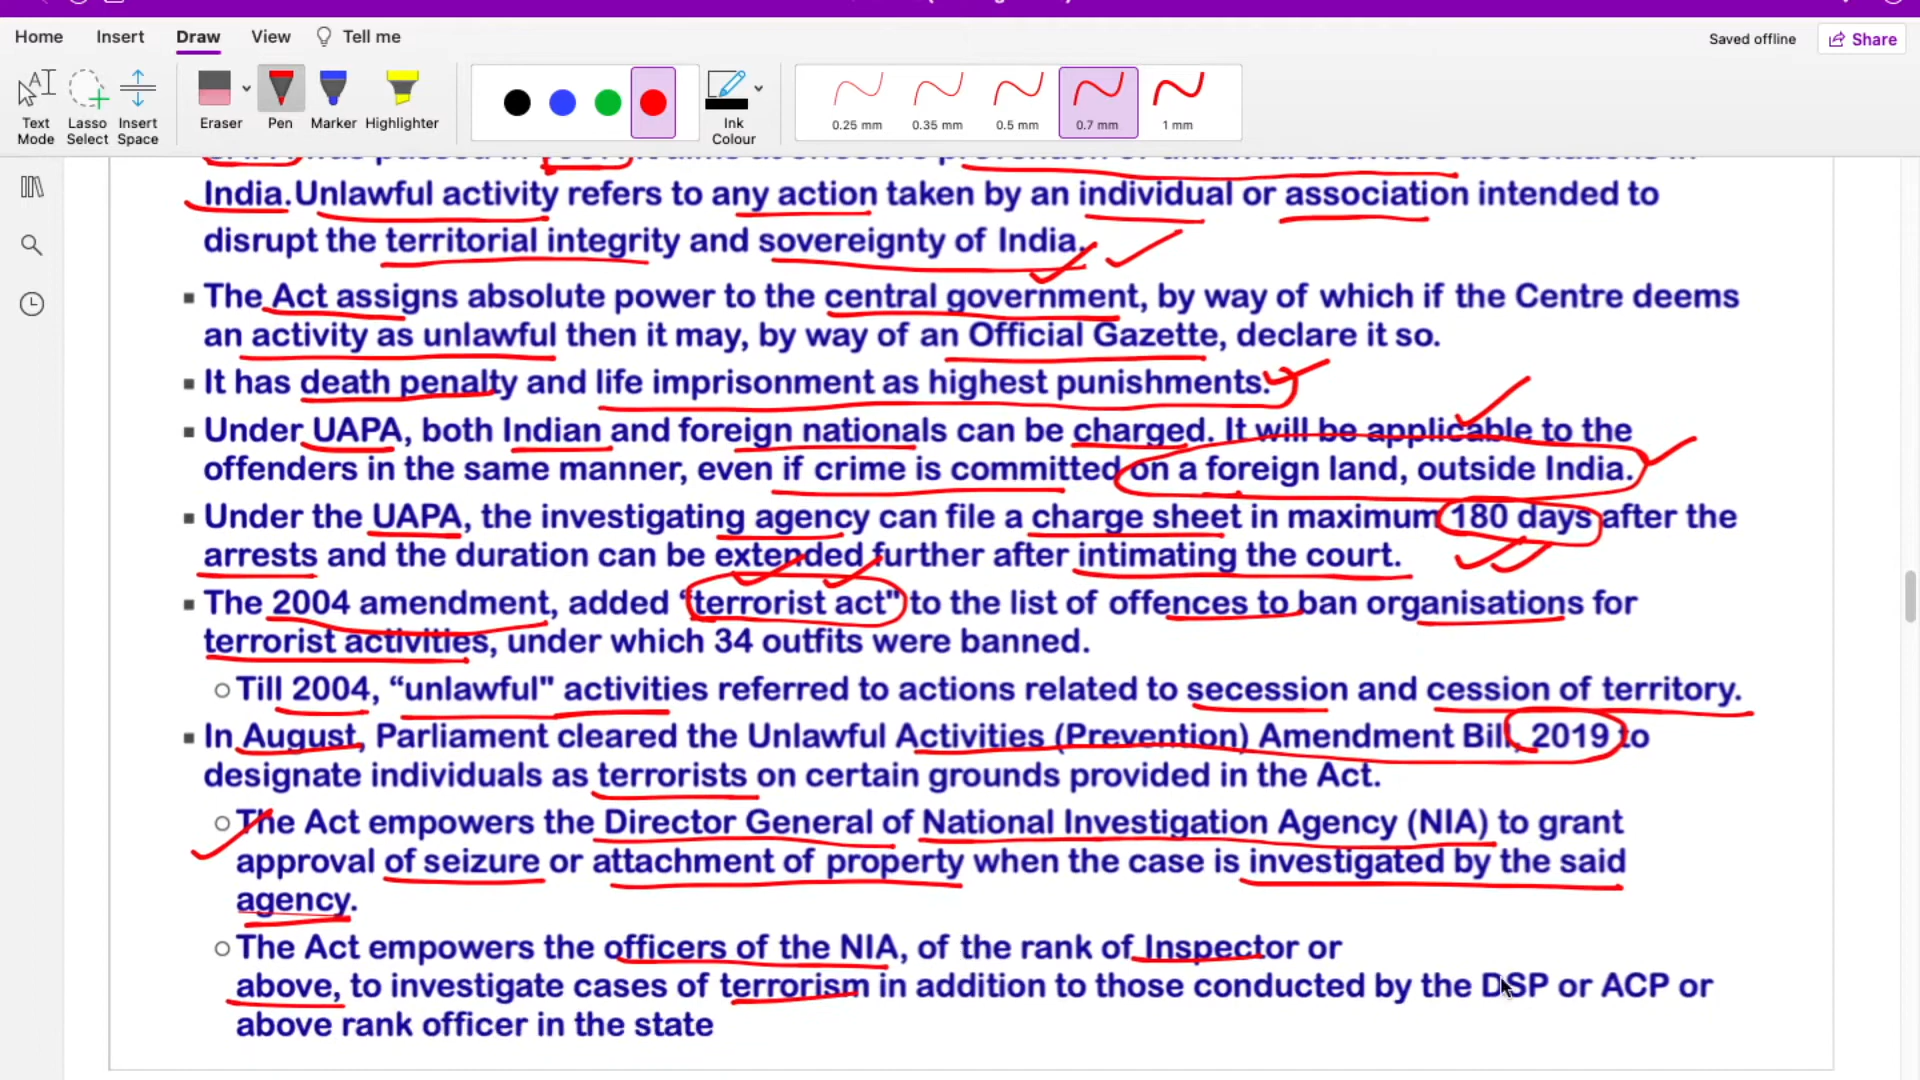 Home Insert Draw View Tell me
Saved offline Share
Text Mode
Lasso Select
Insert Space
Eraser
Pen
Marker
Highlighter
Ink Colour
0.25 mm 0.35 mm 0.5 mm 0.7 mm 1 mm
India.Unlawful activity refers to any action taken by an individual or association intended to
disrupt the territorial integrity and sovereignty of India.
▪ The Act assigns absolute power to the central government, by way of which if the Centre deems
an activity as unlawful then it may, by way of an Official Gazette, declare it so.
▪ It has death penalty and life imprisonment as highest punishments.
▪ Under UAPA, both Indian and foreign nationals can be charged. It will be applicable to the
offenders in the same manner, even if crime is committed on a foreign land, outside India.
▪ Under the UAPA, the investigating agency can file a charge sheet in maximum 180 days after the
arrests and the duration can be extended further after intimating the court.
▪ The 2004 amendment, added “terrorist act" to the list of offences to ban organisations for
terrorist activities, under which 34 outfits were banned.
○ Till 2004, “unlawful" activities referred to actions related to secession and cession of territory.
▪ In August, Parliament cleared the Unlawful Activities (Prevention) Amendment Bill, 2019 to
designate individuals as terrorists on certain grounds provided in the Act.
○ The Act empowers the Director General of National Investigation Agency (NIA) to grant
approval of seizure or attachment of property when the case is investigated by the said
agency.
○ The Act empowers the officers of the NIA, of the rank of Inspector or
above, to investigate cases of terrorism in addition to those conducted by the DSP or ACP or
above rank officer in the state